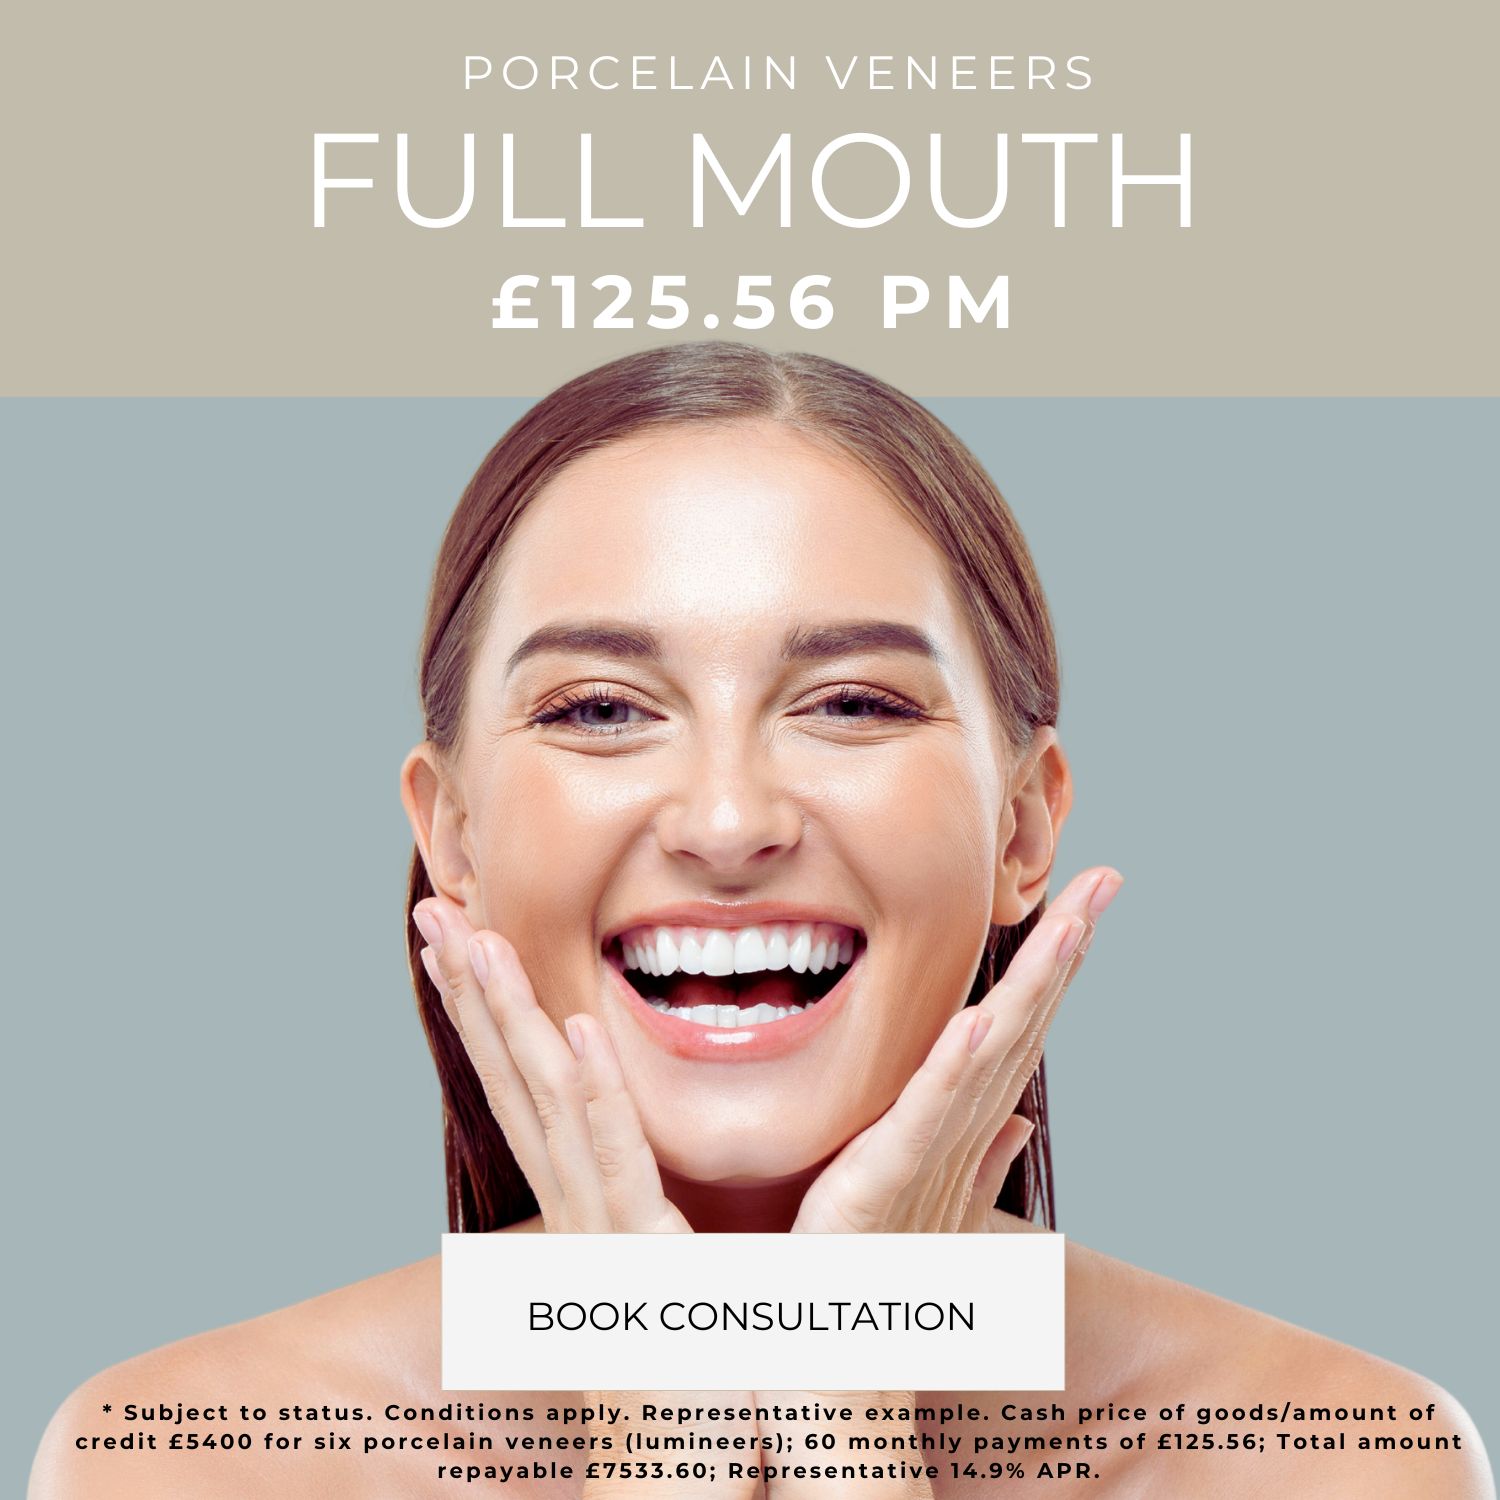 PORCELAIN VENEERS
FULL MOUTH
£125.56 PM
BOOK CONSULTATION
* Subject to status. Conditions apply. Representative example. Cash price of goods/amount of
credit £5400 for six porcelain veneers (lumineers); 60 monthly payments of £125.56; Total amount
repayable £7533.60; Representative 14.9% APR.